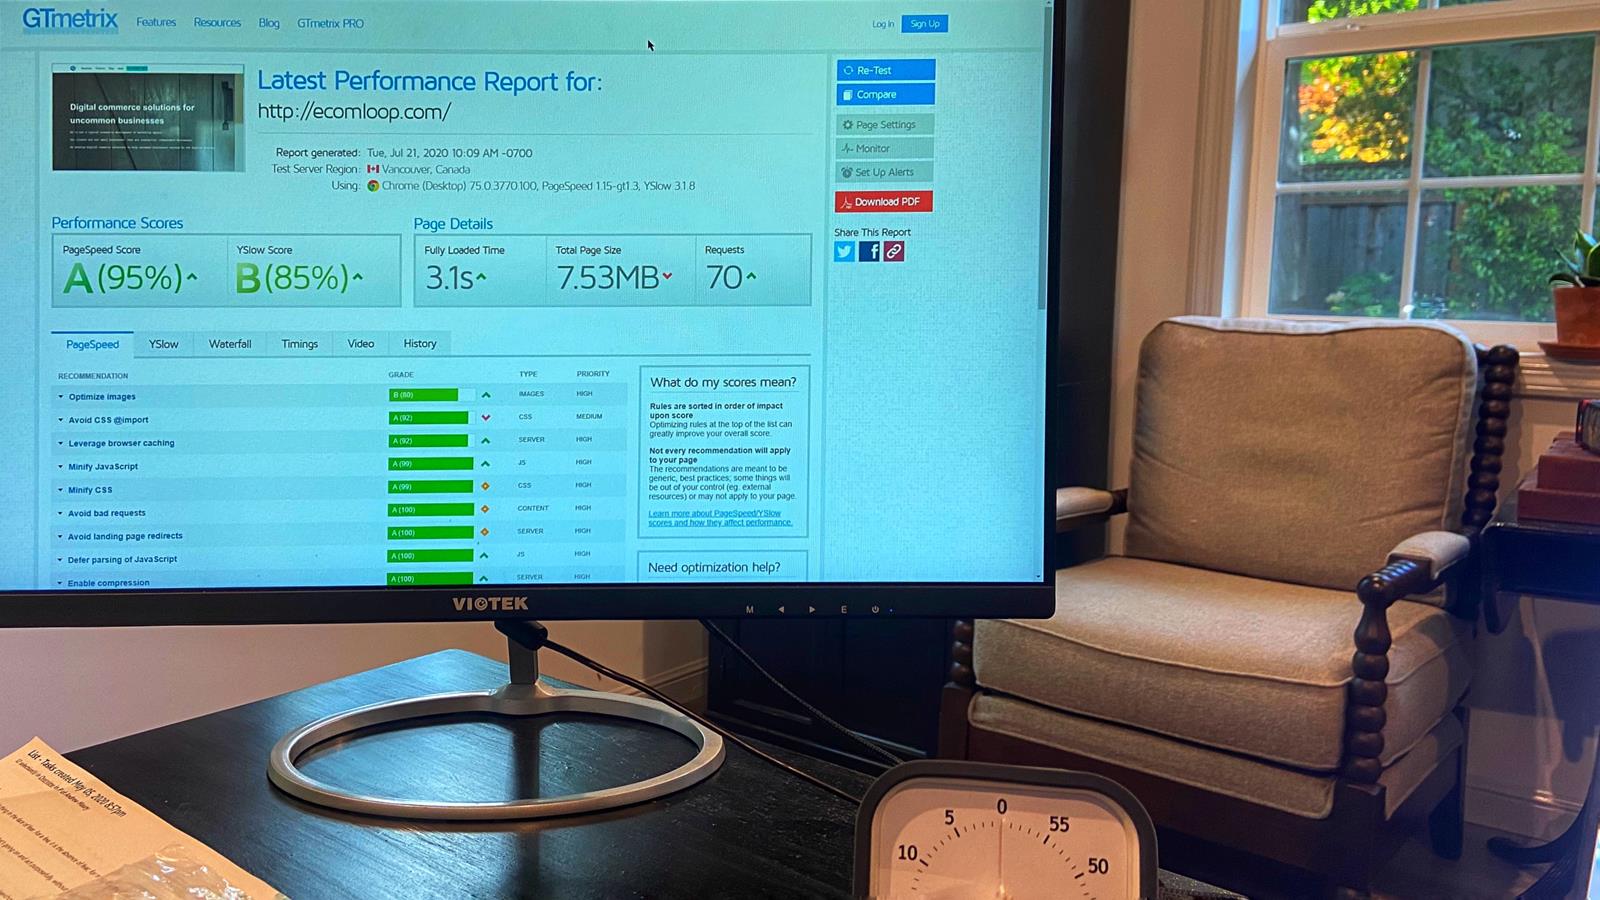 GTmetrix Features Resources Blog GTmetrix PRO Log In Sign Up
Digital commerce solutions for
uncommon businesses
Latest Performance Report for:
http://ecomloop.com/
Report generated: Tue, Jul 21, 2020 10:09 AM -0700
Test Server Region: Vancouver, Canada
Using: Chrome (Desktop) 75.0.3770.100, PageSpeed 1.15-gt1.3, YSlow 3.1.8
Re-Test
Compare
Page Settings
Monitor
Set Up Alerts
Download PDF
Share This Report
Performance Scores
PageSpeed Score YSlow Score
A (95%) B (85%)
Page Details
Fully Loaded Time Total Page Size Requests
3.1s 7.53MB 70
PageSpeed YSlow Waterfall Timings Video History
RECOMMENDATION GRADE TYPE PRIORITY
Optimize images B (80) IMAGES HIGH
Avoid CSS @import A (92) CSS MEDIUM
Leverage browser caching A (92) SERVER HIGH
Minify JavaScript A (99) JS HIGH
Minify CSS A (99) CSS HIGH
Avoid bad requests A (100) CONTENT HIGH
Avoid landing page redirects A (100) SERVER HIGH
Defer parsing of JavaScript A (100) JS HIGH
Enable compression A (100) SERVER HIGH
What do my scores mean?
Rules are sorted in order of impact
upon score
Optimizing rules at the top of the list can
greatly improve your overall score.
Not every recommendation will apply
to your page
The recommendations are meant to be
generic, best practices; some things will
be out of your control (eg. external
resources) or may not apply to your page.
Learn more about PageSpeed/YSlow
scores and how they affect performance.
Need optimization help?
VIOTEK
M E
List - Tasks created May 05, 2020 8:57pm
10 5 0 55 50